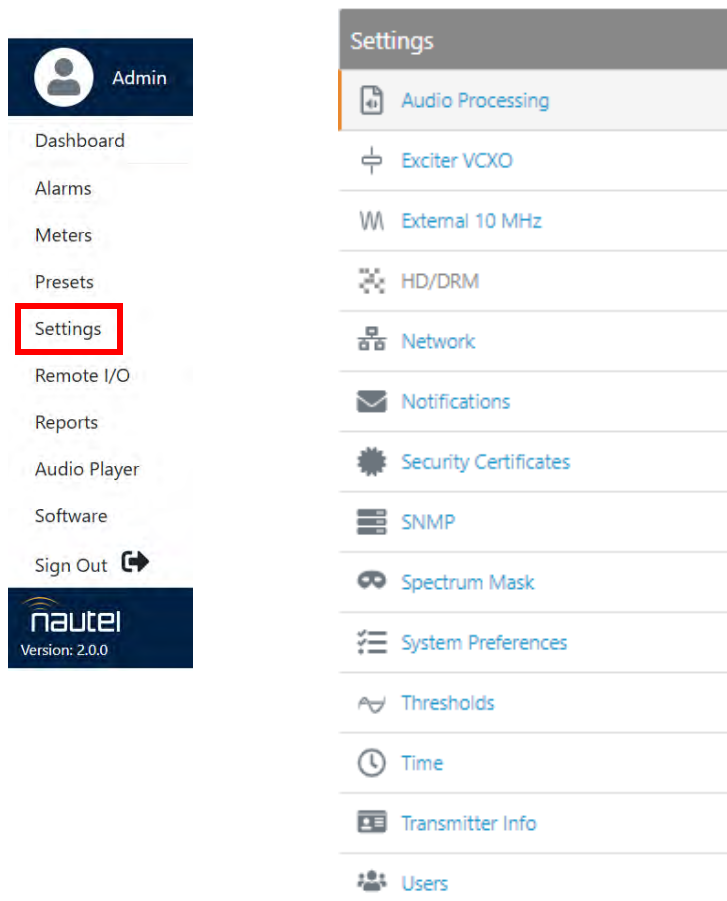 Admin
Dashboard
Alarms
Meters
Presets
Settings
Remote I/O
Reports
Audio Player
Software
Sign Out
nautel
Version: 2.0.0
Settings
Audio Processing
Exciter VCXO
External 10 MHz
HD/DRM
Network
Notifications
Security Certificates
SNMP
Spectrum Mask
System Preferences
Thresholds
Time
Transmitter Info
Users